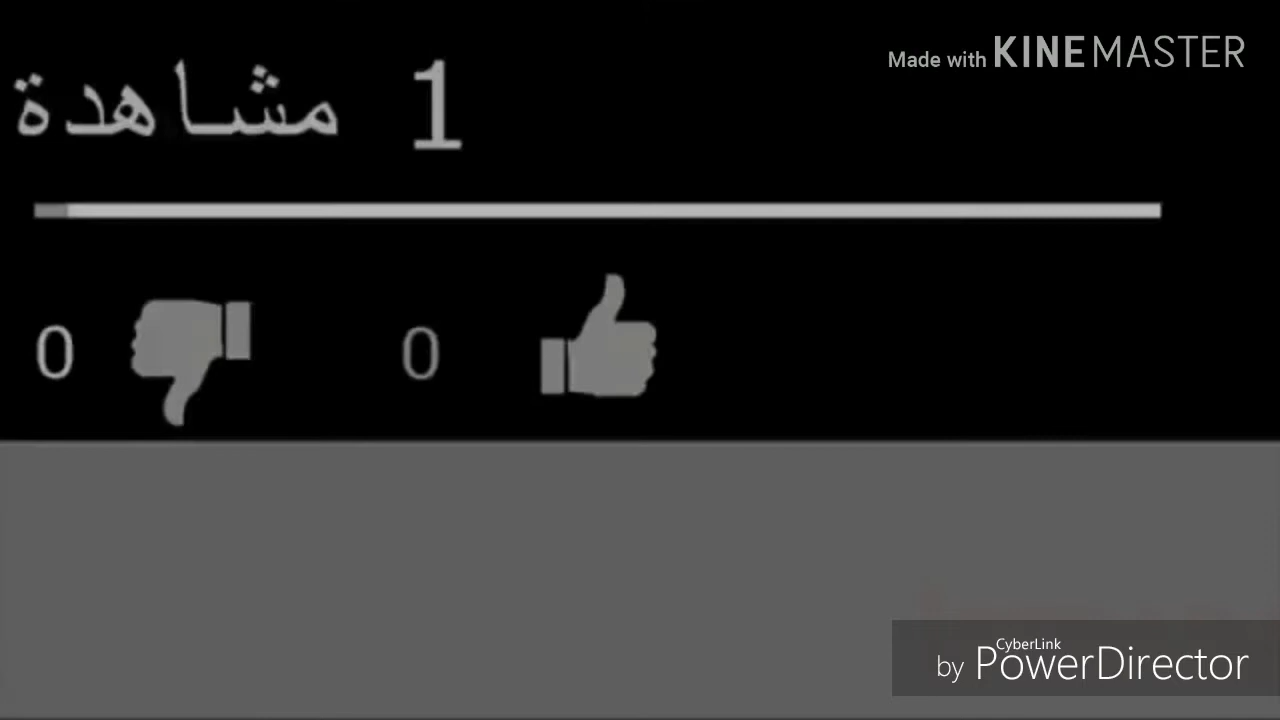 Made with KINEMASTER
1 مشاهدة
0 0
CyberLink
by PowerDirector